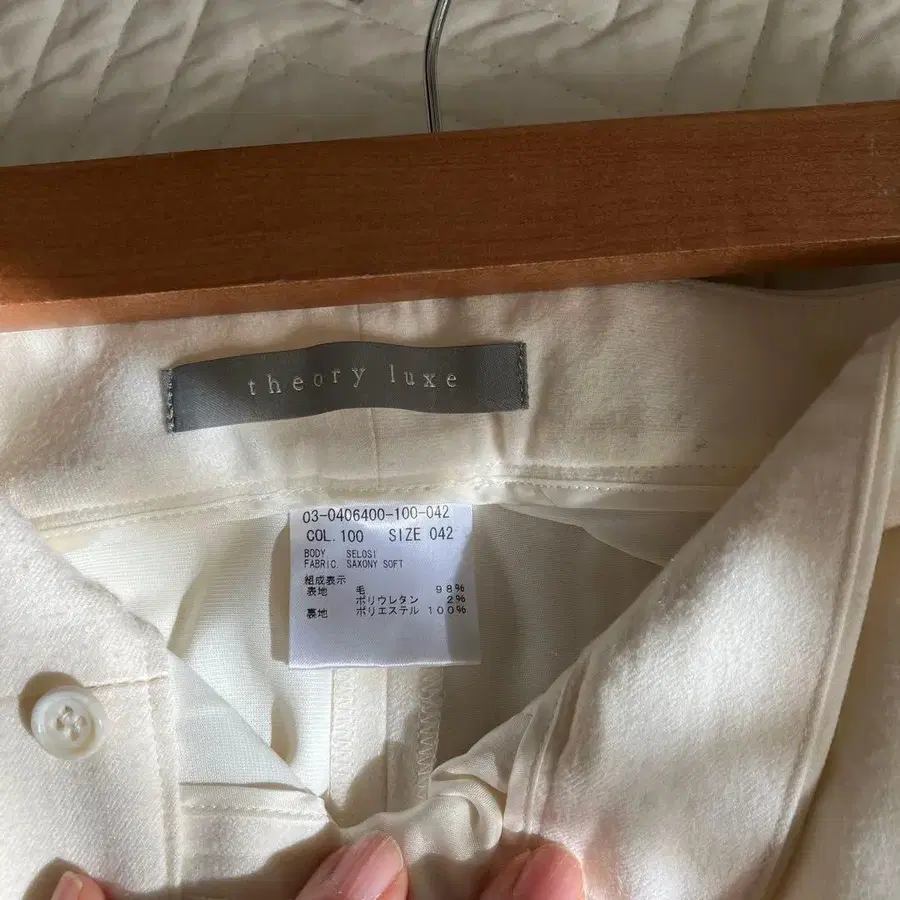 theory luxe
03-0406400-100-042
COL.100 SIZE 042
BODY SELOSI
FABRIC. SAXONY SOFT
組成表示
表地 毛 98%
ポリウレタン 2%
裏地 ポリエステル 100%